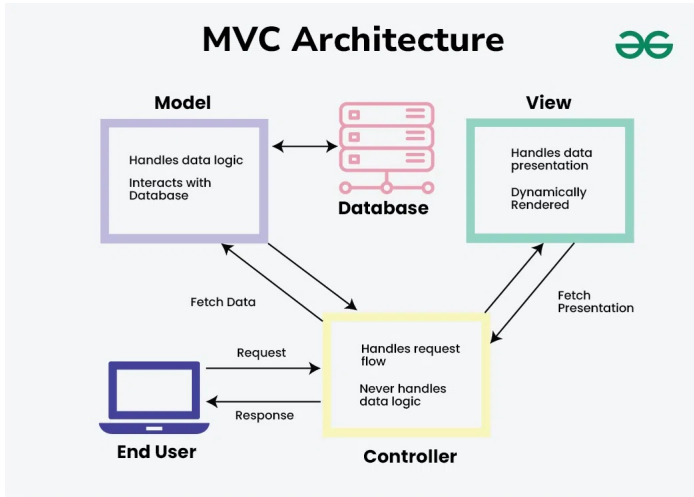 MVC Architecture
Model
View
Handles data logic
Interacts with
Database
Handles data
presentation
Dynamically
Rendered
Database
Fetch Data
Fetch
Presentation
Request
Response
Handles request
flow
Never handles
data logic
End User
Controller